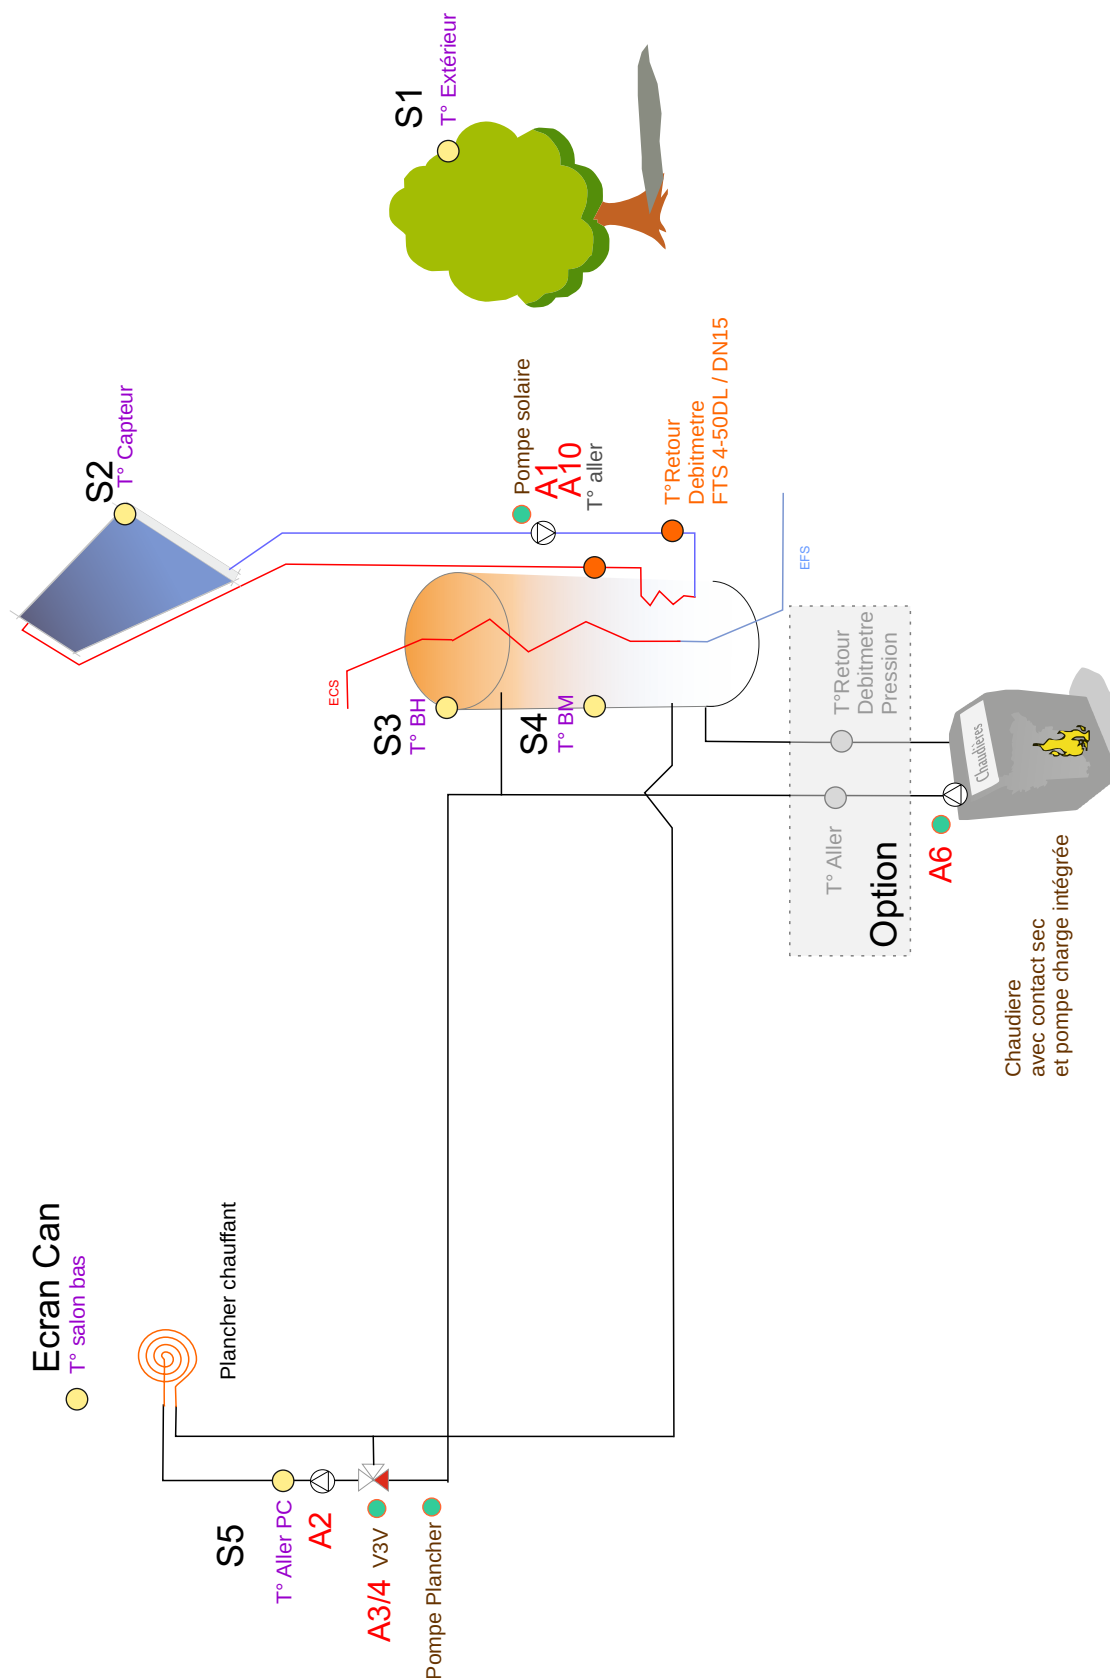 Ecran Can
T° salon bas
Plancher chauffant
S5
T° Aller PC
A2
A3/4
V3V
Pompe Plancher
S2
T° Capteur
S1
T° Extérieur
Pompe solaire
A1
A10
T° aller
T°Retour
Debitmetre
FTS 4-50DL / DN15
EFS
ECS
S3
T° BH
S4
T° BM
T°Retour
Debitmetre
Pression
T° Aller
Option
A6
Chaudières
Chaudiere
avec contact sec
et pompe charge intégrée